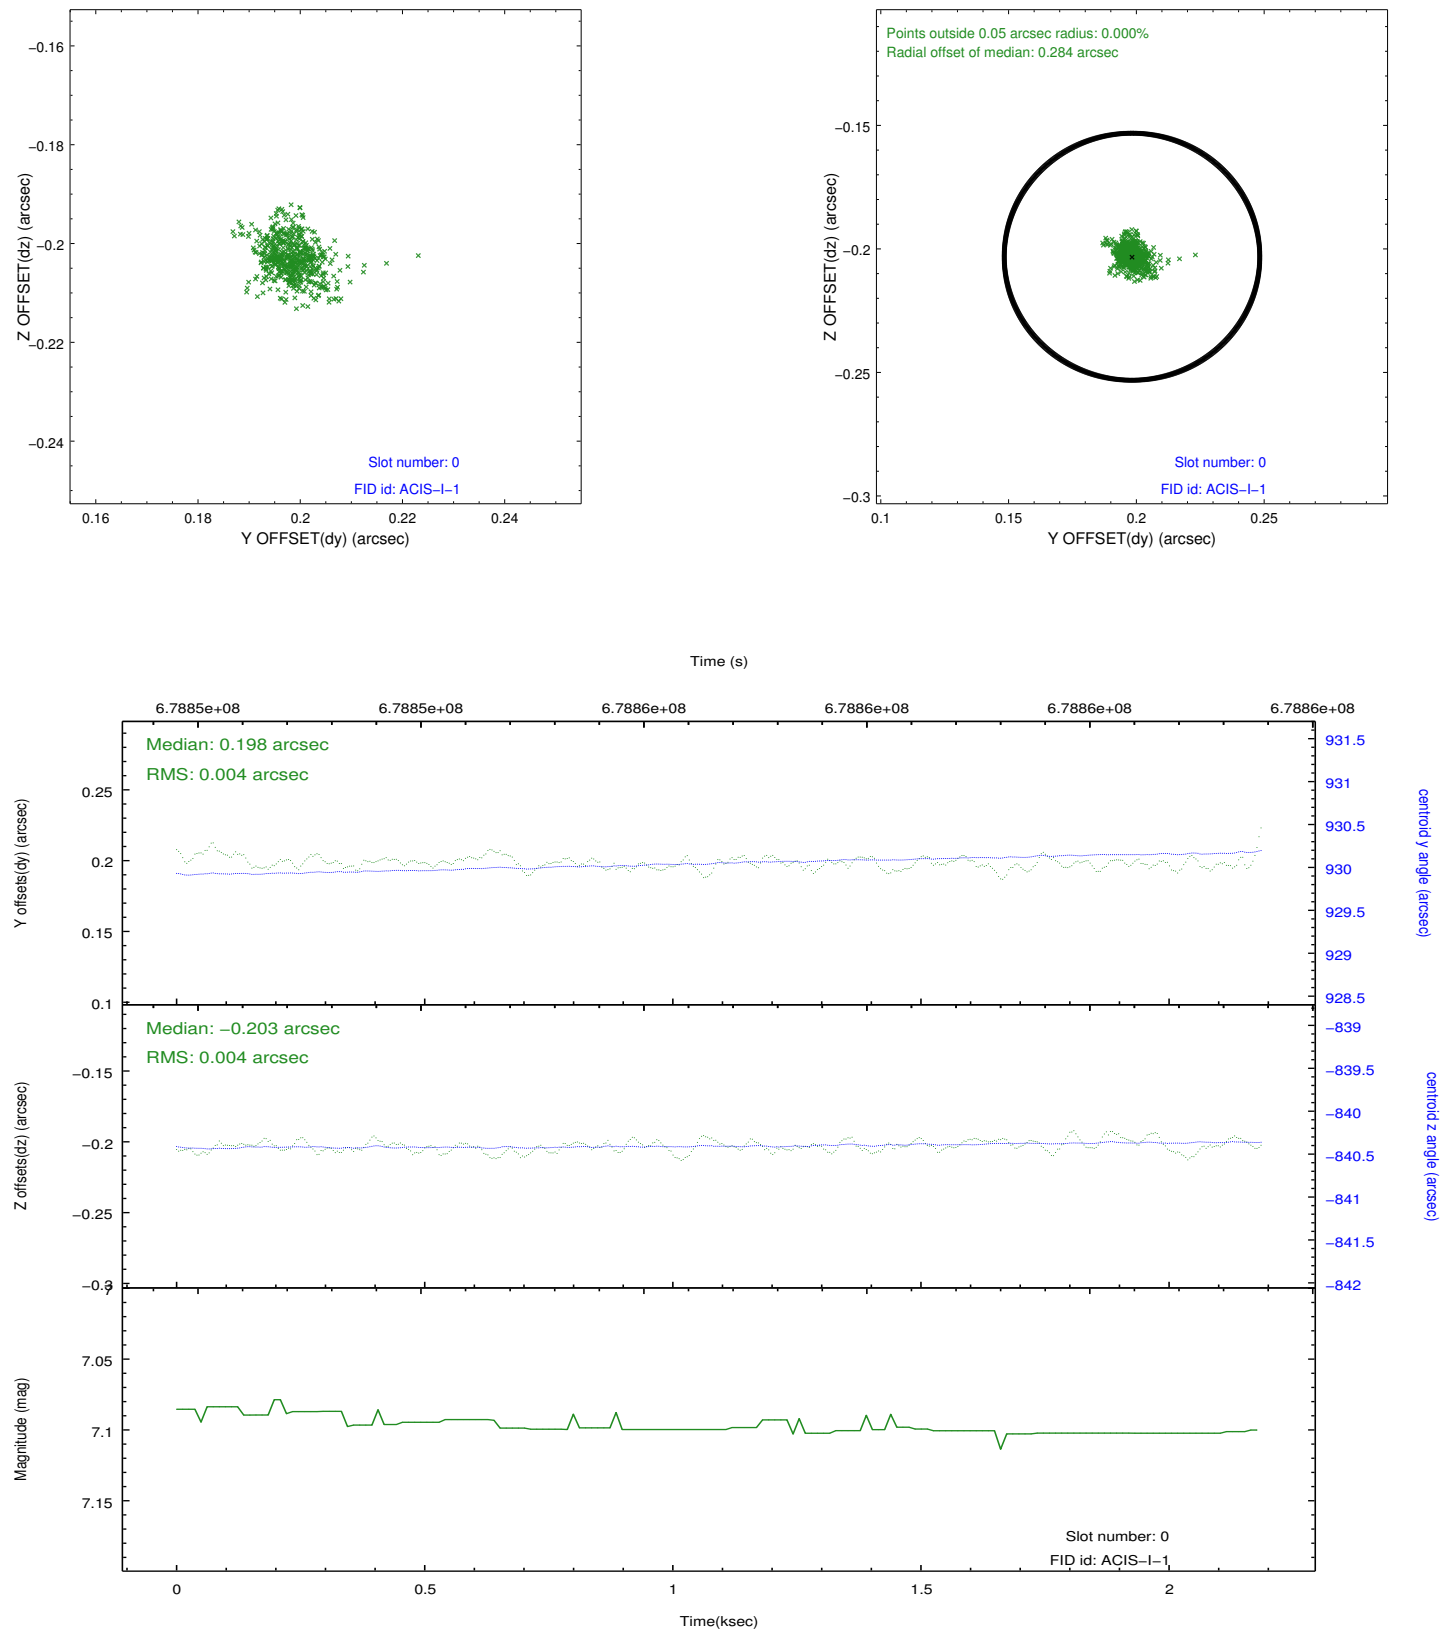 −0.16
−0.18
−0.2
−0.22
−0.24
Z OFFSET(dz) (arcsec)
Slot number: 0
FID id: ACIS−I−1
0.16
0.18
0.2
0.22
0.24
Y OFFSET(dy) (arcsec)
Points outside 0.05 arcsec radius: 0.000%
Radial offset of median: 0.284 arcsec
−0.15
−0.2
−0.25
−0.3
Z OFFSET(dz) (arcsec)
Slot number: 0
FID id: ACIS−I−1
0.1
0.15
0.2
0.25
Y OFFSET(dy) (arcsec)
Time (s)
6.7885e+08
6.7885e+08
6.7886e+08
6.7886e+08
6.7886e+08
6.7886e+08
Median: 0.198 arcsec
RMS: 0.004 arcsec
0.25
0.2
0.15
0.1
Y offsets(dy) (arcsec)
931.5
931
930.5
930
929.5
929
928.5
centroid y angle (arcsec)
Median: −0.203 arcsec
RMS: 0.004 arcsec
−0.15
−0.2
−0.25
−0.3
Z offsets(dz) (arcsec)
−839
−839.5
−840
−840.5
−841
−841.5
−842
centroid z angle (arcsec)
7
7.05
7.1
7.15
Magnitude (mag)
Slot number: 0
FID id: ACIS−I−1
0
0.5
1
1.5
2
Time(ksec)